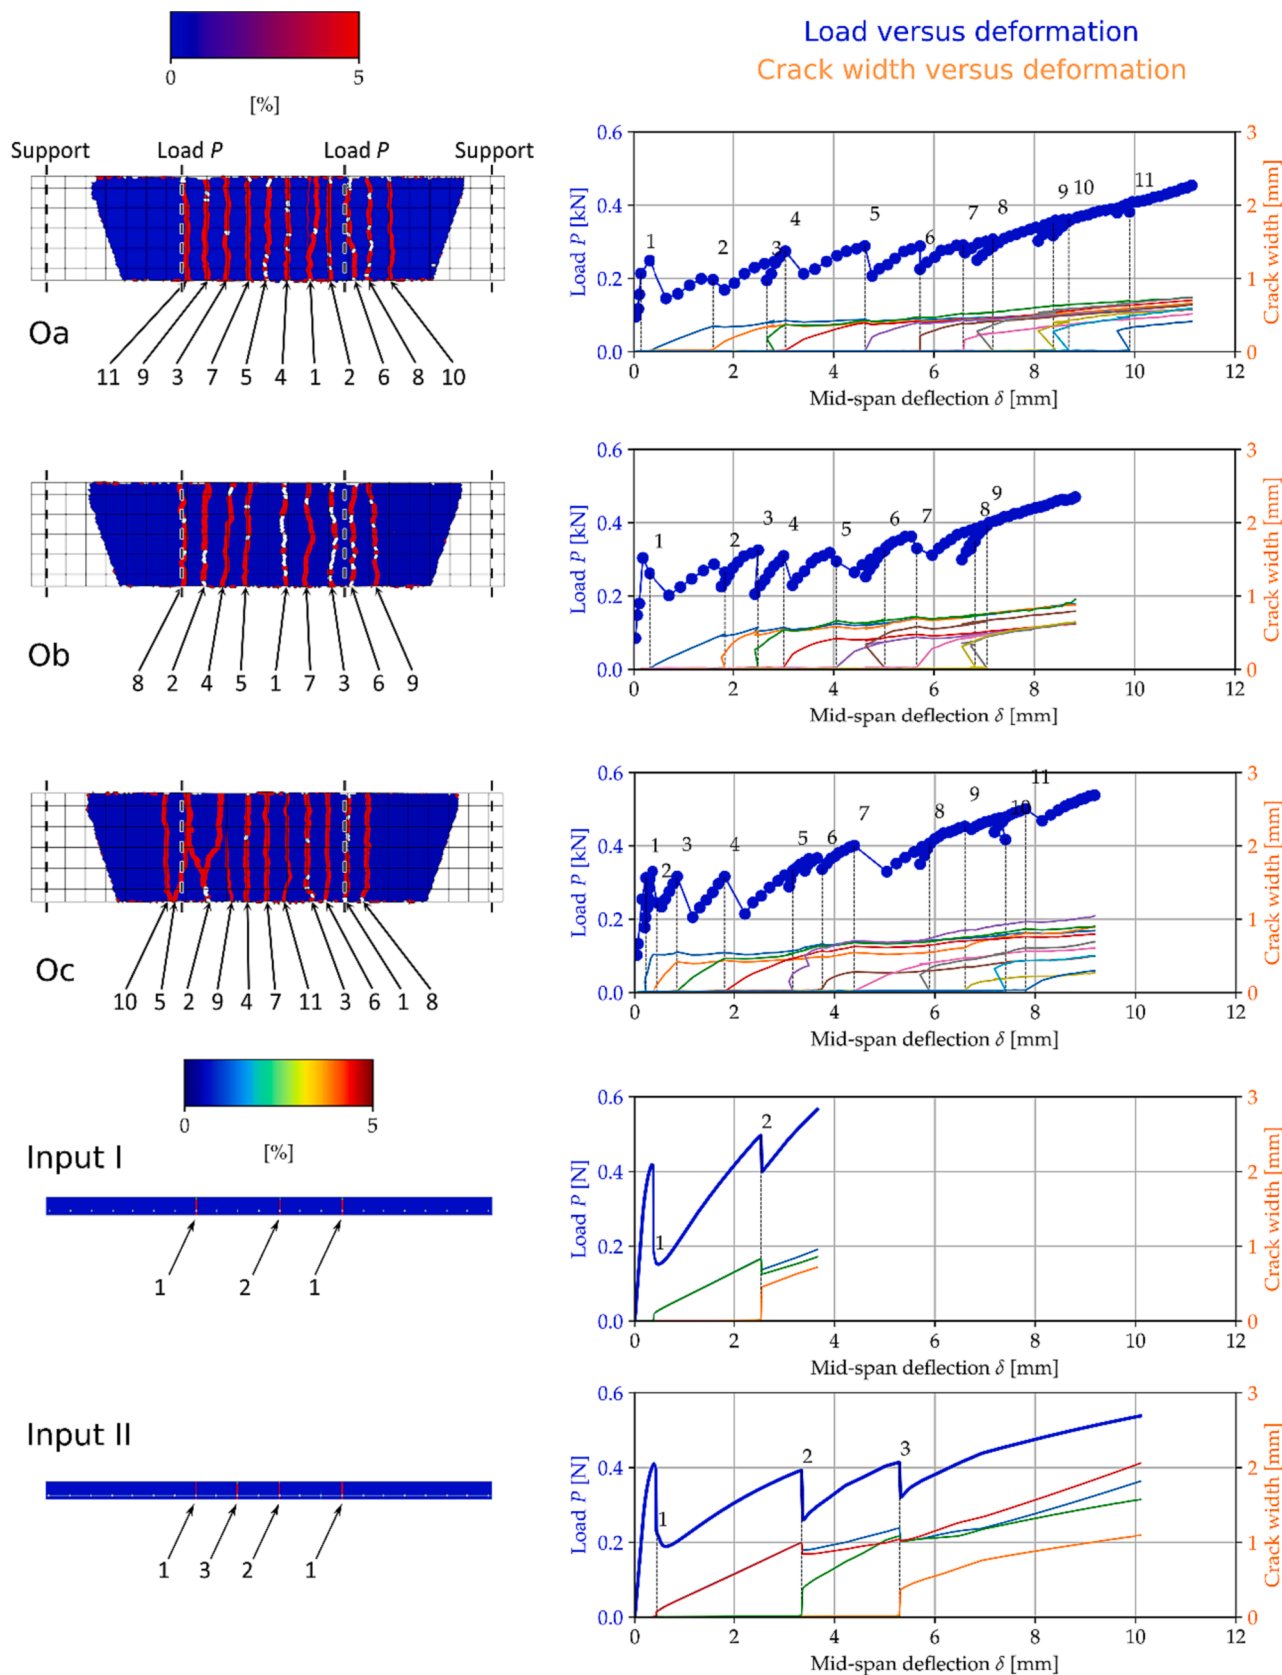 Load versus deformation
Crack width versus deformation
0 5
[%]
Support Load P Load P Support
Oa
11 9 3 7 5 4 1 2 6 8 10
Load P [kN]
0.6
0.4
0.2
0.0
1 2 3 4 5 6 7 8 9 10 11
3
2
1
0
Crack width [mm]
0 2 4 6 8 10 12
Mid-span deflection δ [mm]
Ob
8 2 4 5 1 7 3 6 9
Load P [kN]
0.6
0.4
0.2
0.0
1 2 3 4 5 6 7 8 9
3
2
1
0
Crack width [mm]
0 2 4 6 8 10 12
Mid-span deflection δ [mm]
Oc
10 5 2 9 4 7 11 3 6 1 8
Load P [kN]
0.6
0.4
0.2
0.0
1 2 3 4 5 6 7 8 9 10 11
3
2
1
0
Crack width [mm]
0 2 4 6 8 10 12
Mid-span deflection δ [mm]
0 5
[%]
Input I
1 2 1
Load P [N]
0.6
0.4
0.2
0.0
1 2
3
2
1
0
Crack width [mm]
0 2 4 6 8 10 12
Mid-span deflection δ [mm]
Input II
1 3 2 1
Load P [N]
0.6
0.4
0.2
0.0
1 2 3
3
2
1
0
Crack width [mm]
0 2 4 6 8 10 12
Mid-span deflection δ [mm]